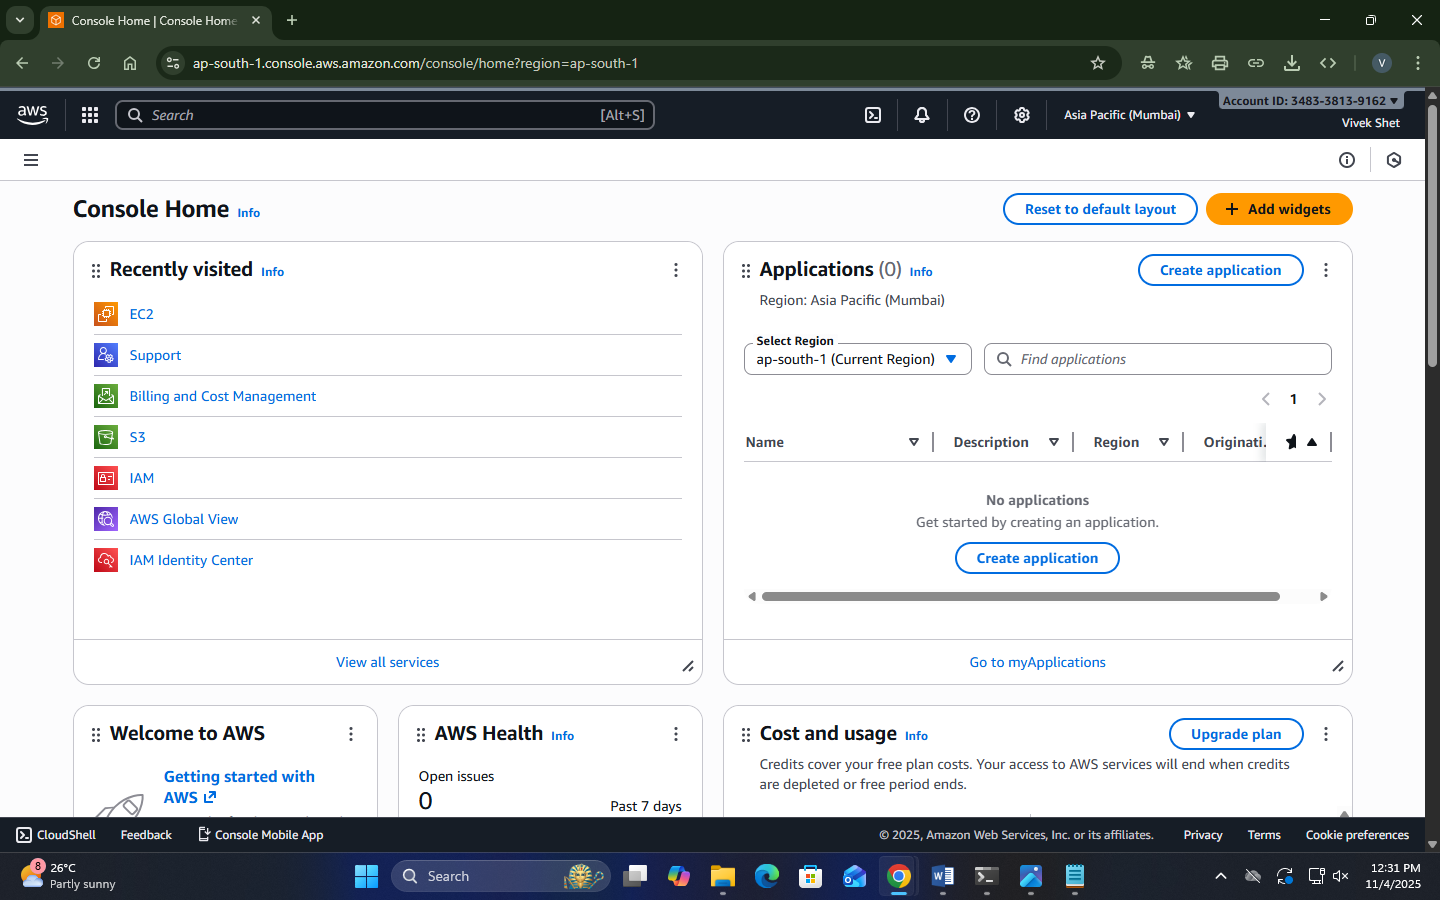 Console Home | Console Home
ap-south-1.console.aws.amazon.com/console/home?region=ap-south-1
V
aws
Search
[Alt+S]
Asia Pacific (Mumbai)
Account ID: 3483-3813-9162
Vivek Shet
Console Home Info
Reset to default layout
Add widgets
Recently visited Info
EC2
Support
Billing and Cost Management
S3
IAM
AWS Global View
IAM Identity Center
View all services
Applications (0) Info
Create application
Region: Asia Pacific (Mumbai)
Select Region
ap-south-1 (Current Region)
Find applications
1
Name Description Region Originati.
No applications
Get started by creating an application.
Create application
Go to myApplications
Welcome to AWS
Getting started with
AWS
AWS Health Info
Open issues
0
Past 7 days
Cost and usage Info
Upgrade plan
Credits cover your free plan costs. Your access to AWS services will end when credits
are depleted or free period ends.
CloudShell Feedback Console Mobile App
© 2025, Amazon Web Services, Inc. or its affiliates. Privacy Terms Cookie preferences
8
26°C
Partly sunny
Search
12:31 PM
11/4/2025